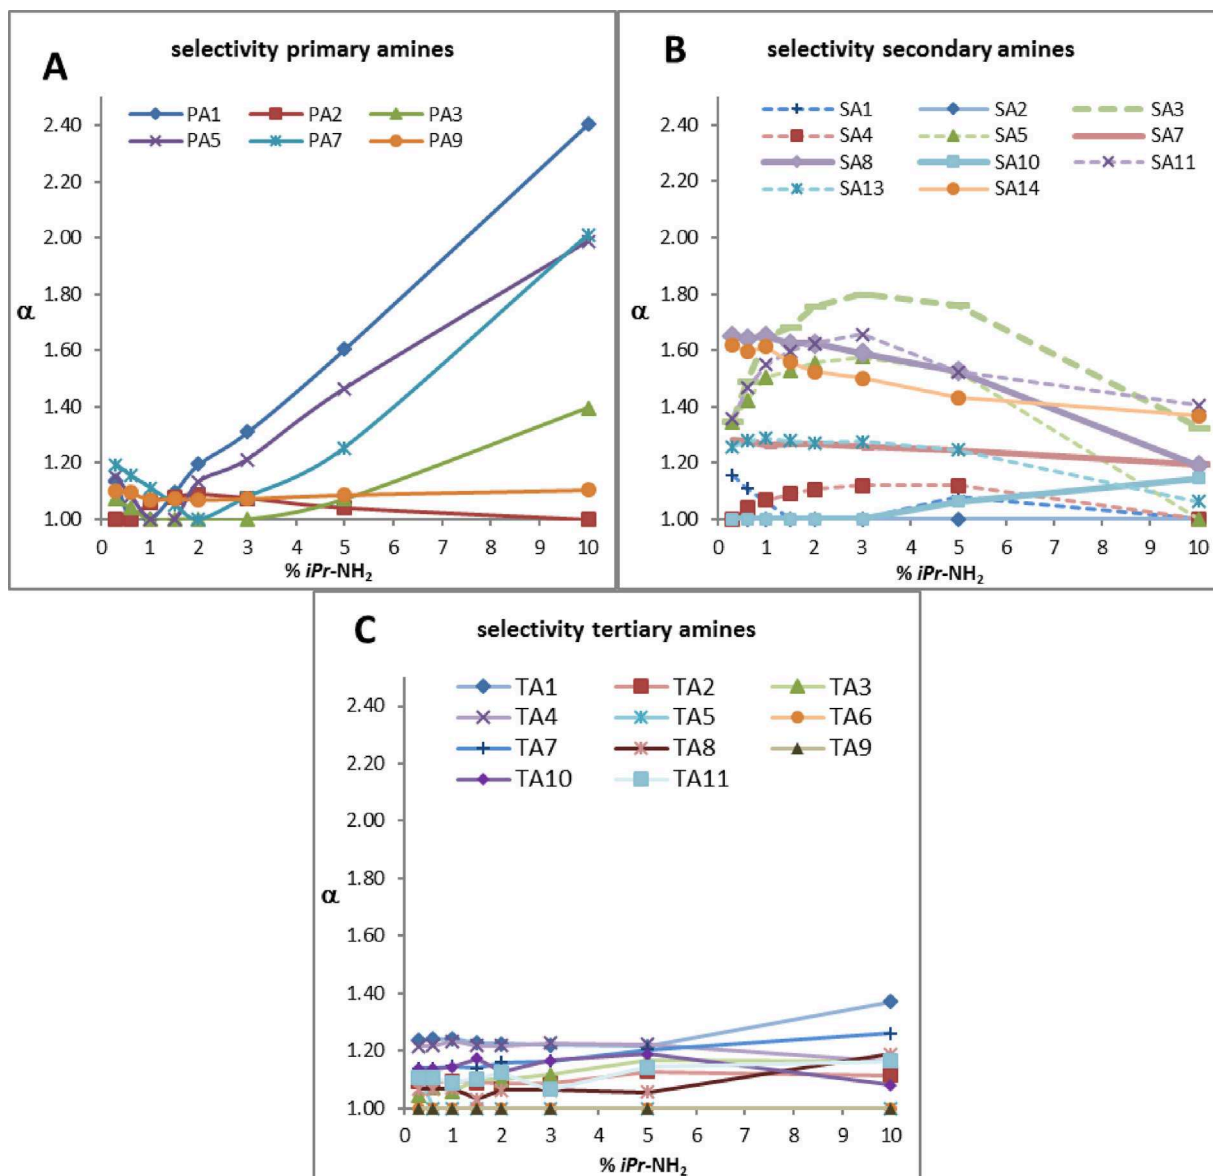 A
selectivity primary amines
PA1 PA2 PA3
PA5 PA7 PA9
2.40
2.20
2.00
1.80
α
1.60
1.40
1.20
1.00
0 1 2 3 4 5 6 7 8 9 10
% iPr-NH₂
B
selectivity secondary amines
SA1 SA2 SA3
SA4 SA5 SA7
SA8 SA10 SA11
SA13 SA14
2.40
2.20
2.00
1.80
α
1.60
1.40
1.20
1.00
0 1 2 3 4 5 6 7 8 9 10
% iPr-NH₂
C
selectivity tertiary amines
TA1 TA2 TA3
TA4 TA5 TA6
TA7 TA8 TA9
TA10 TA11
2.40
2.20
2.00
1.80
α
1.60
1.40
1.20
1.00
0 1 2 3 4 5 6 7 8 9 10
% iPr-NH₂